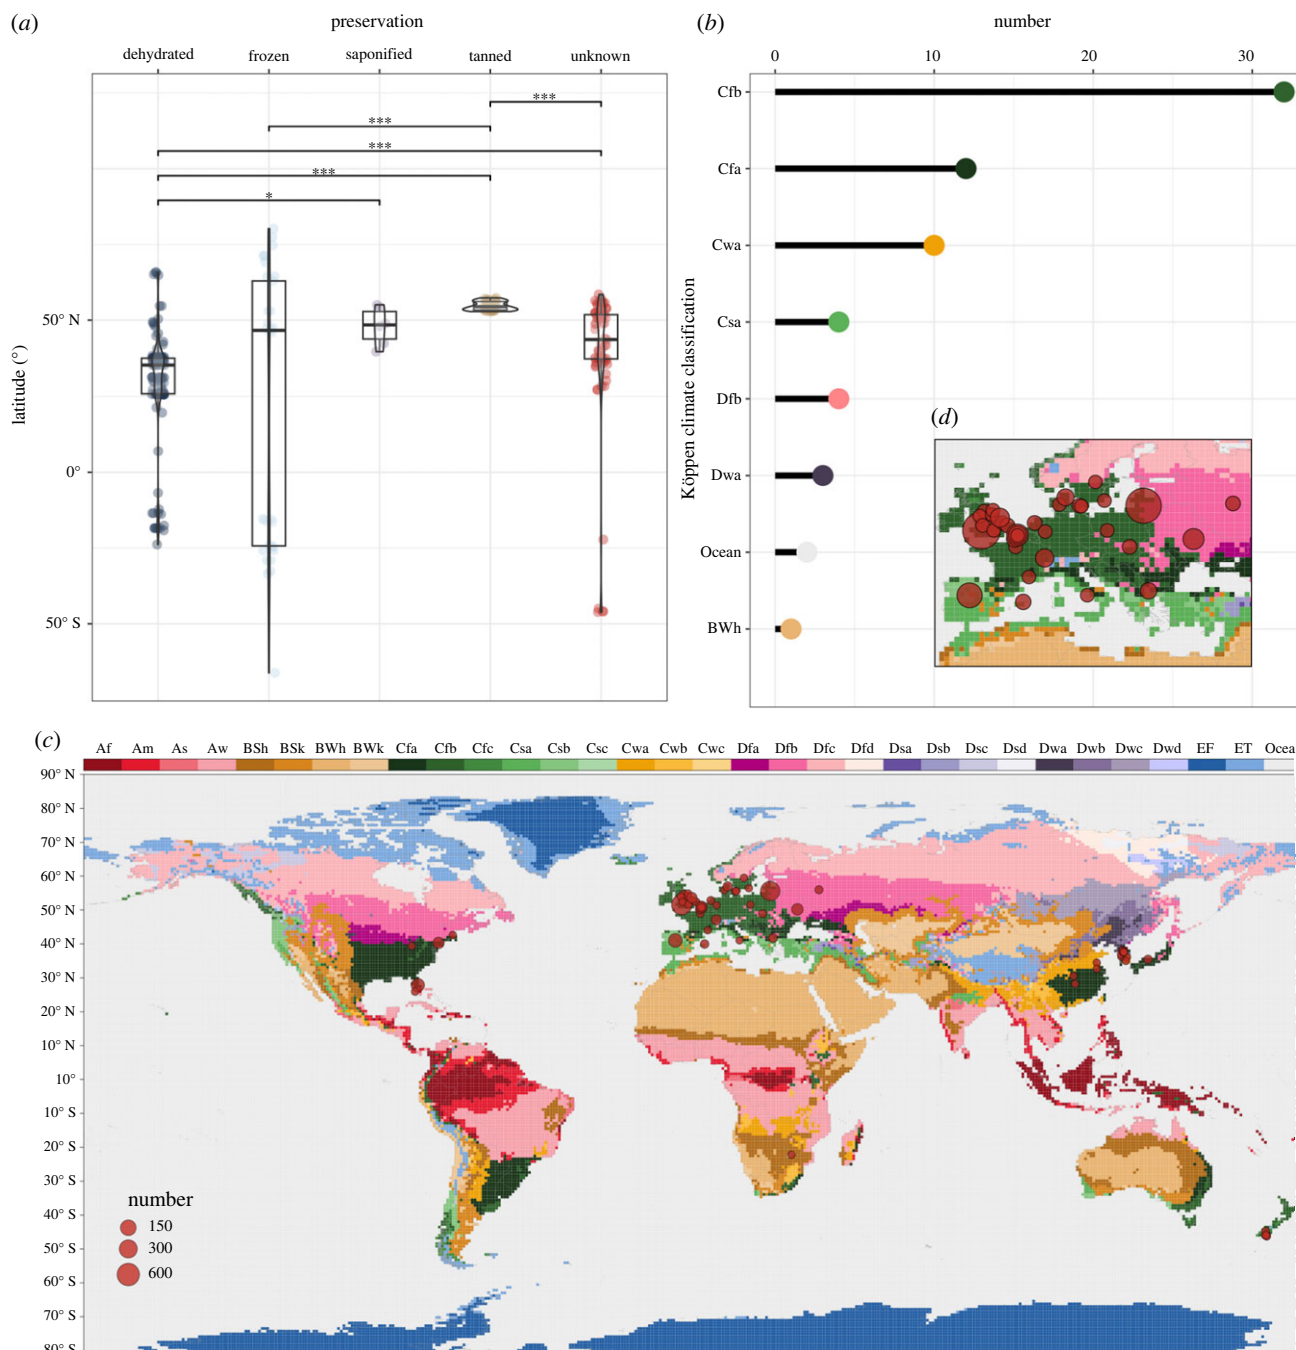 (a)
preservation
dehydrated frozen saponified tanned unknown
***
***
***
***
*
50° N
0°
50° S
latitude (°)
(b)
number
0 10 20 30
Cfb
Cfa
Cwa
Csa
Dfb
Dwa
Ocean
BWh
Köppen climate classification
(d)
(c)
Af Am As Aw BSh BSk BWh BWk Cfa Cfb Cfc Csa Csb Csc Cwa Cwb Cwc Dfa Dfb Dfc Dfd Dsa Dsb Dsc Dsd Dwa Dwb Dwc Dwd EF ET Ocea
90° N
80° N
70° N
60° N
50° N
40° N
30° N
20° N
10° N
10°
10° S
20° S
30° S
40° S
50° S
60° S
70° S
80° S
number
150
300
600